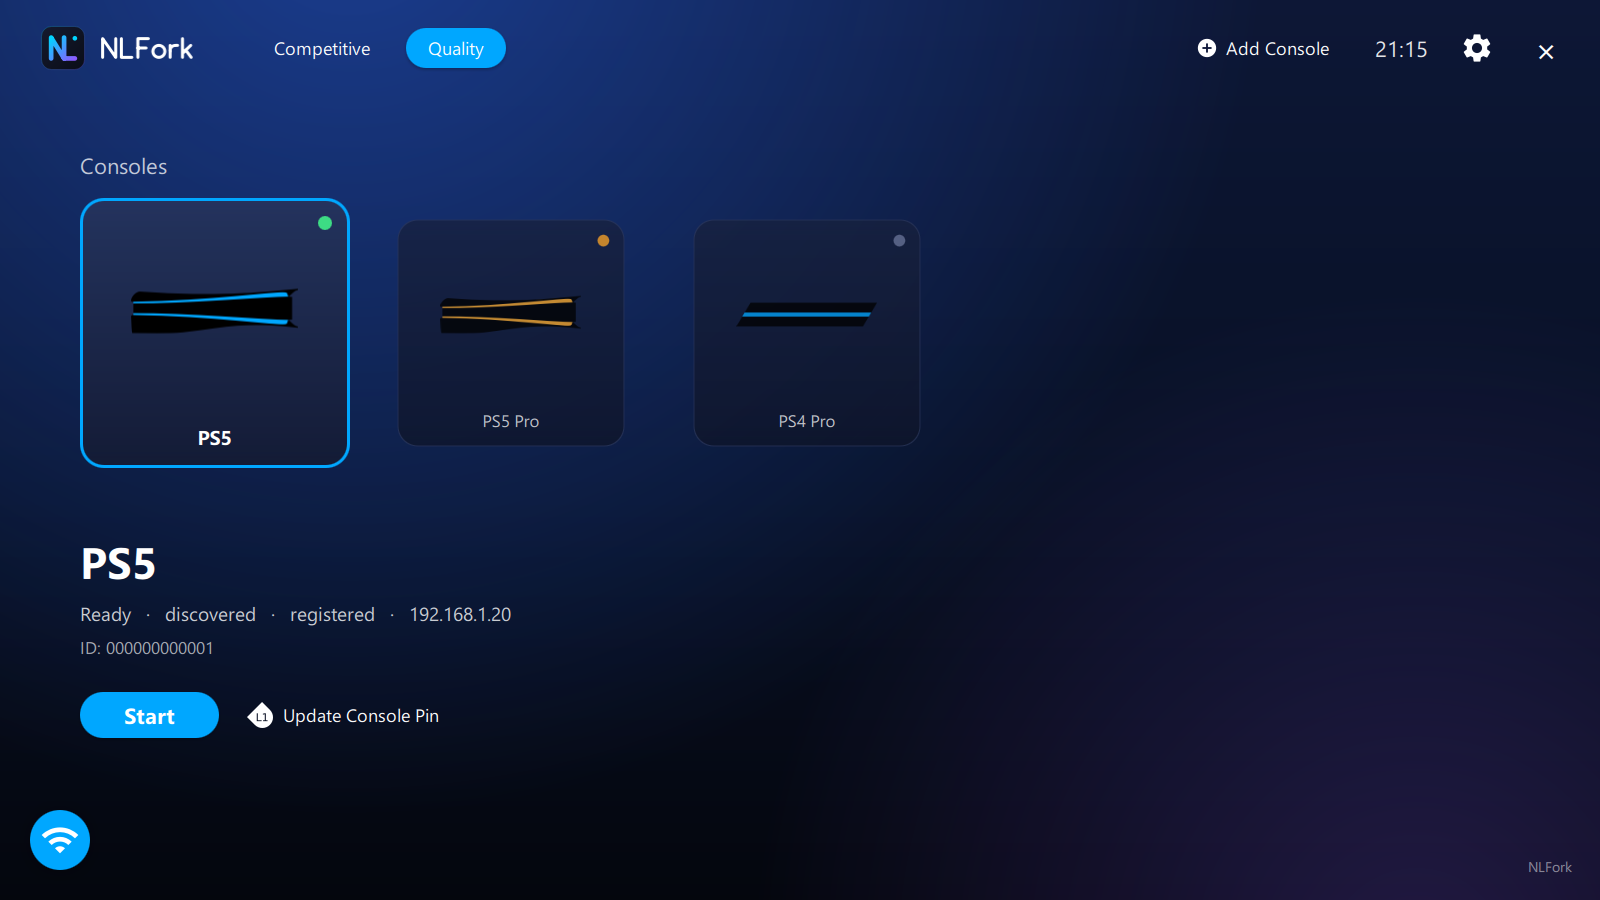 NL NLFork Competitive Quality Add Console 21:15
Consoles
PS5
PS5 Pro
PS4 Pro
PS5
Ready · discovered · registered · 192.168.1.20
ID: 000000000001
Start L1 Update Console Pin
NLFork